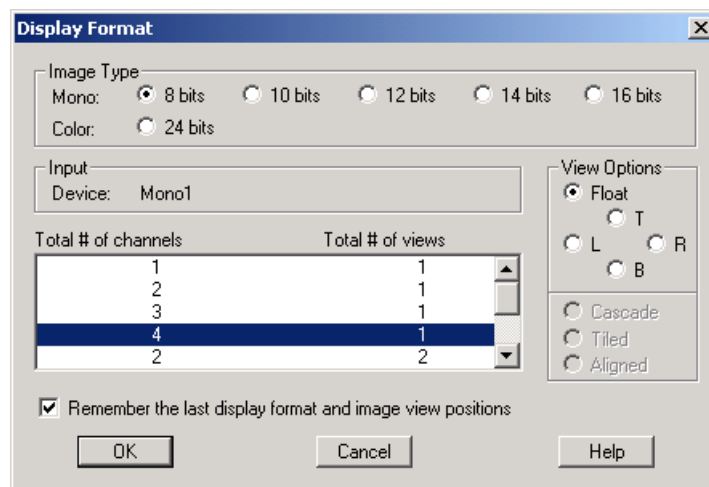 Display Format
Image Type
Mono: 8 bits 10 bits 12 bits 14 bits 16 bits
Color: 24 bits
Input
Device: Mono1
View Options
Float
T
L R
B
Total # of channels Total # of views
1 1
2 1
3 1
4 1
2 2
Cascade
Tiled
Aligned
Remember the last display format and image view positions
OK Cancel Help